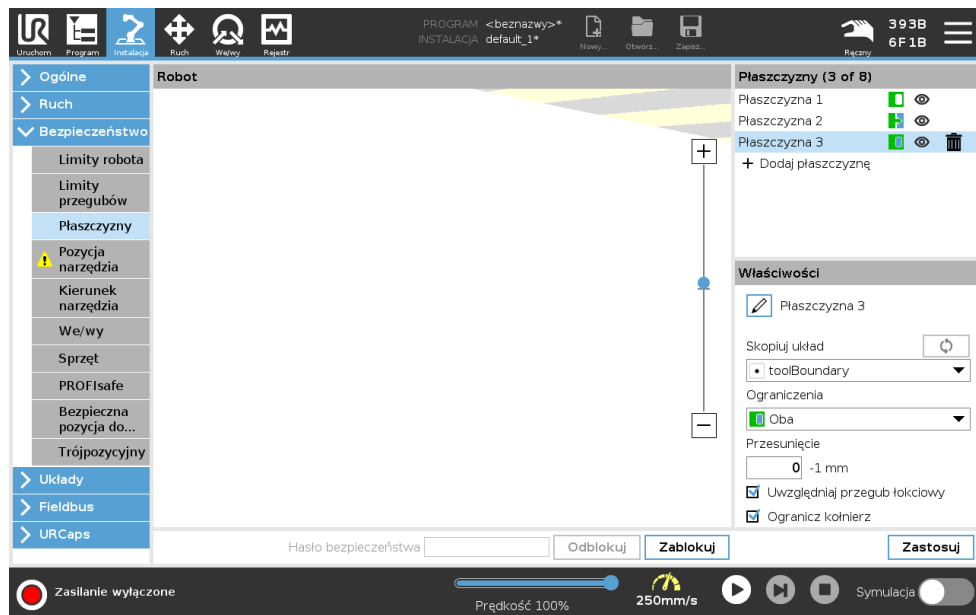 PROGRAM <beznazwy>*
INSTALACJA default_1*
Uruchom Program Instalacja Ruch We/wy Rejestr Nowy... Otwórz... Zapisz... Ręczny
393B
6F1B
Ogólne
Ruch
Bezpieczeństwo
Limity robota
Limity
przegubów
Płaszczyzny
Pozycja
narzędzia
Kierunek
narzędzia
We/wy
Sprzęt
PROFIsafe
Bezpieczna
pozycja do...
Trójpozycyjny
Układy
Fieldbus
URCaps
Robot
Płaszczyzny (3 of 8)
Płaszczyzna 1
Płaszczyzna 2
Płaszczyzna 3
+ Dodaj płaszczyznę
Właściwości
Płaszczyzna 3
Skopiuj układ
toolBoundary
Ograniczenia
Oba
Przesunięcie
0 -1 mm
Uwzględniaj przegub łokciowy
Ogranicz kołnierz
Hasło bezpieczeństwa Odblokuj Zablokuj Zastosuj
Zasilanie wyłączone
Prędkość 100%
250mm/s
Symulacja